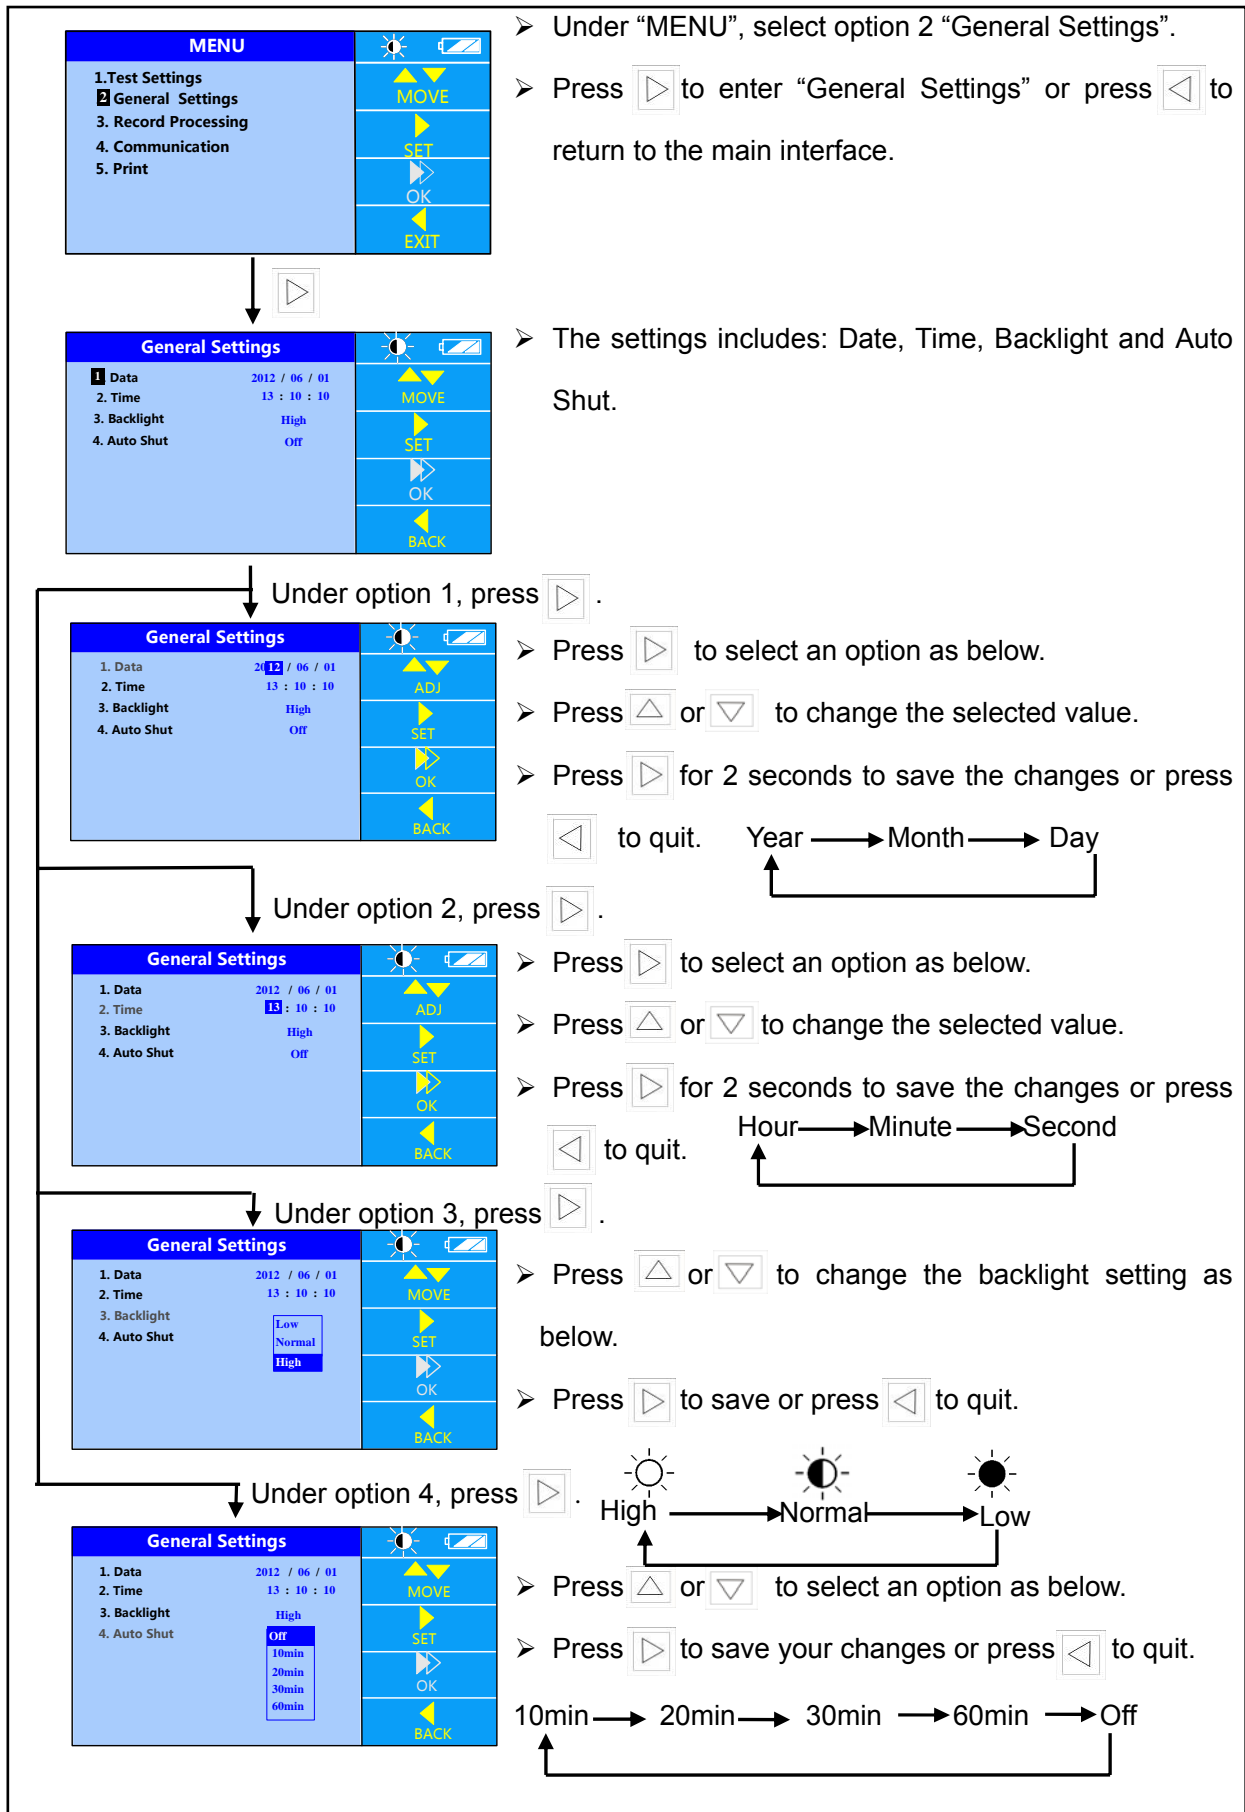 MENU
1.Test Settings
2 General Settings
3. Record Processing
4. Communication
5. Print
MOVE
SET
OK
EXIT
➢ Under “MENU”, select option 2 “General Settings”.
➢ Press ▷ to enter “General Settings” or press ◁ to
return to the main interface.
▷
General Settings
1 Data 2012 / 06 / 01
2. Time 13 : 10 : 10
3. Backlight High
4. Auto Shut Off
MOVE
SET
OK
BACK
➢ The settings includes: Date, Time, Backlight and Auto
Shut.
Under option 1, press ▷ .
General Settings
1. Data 2012 / 06 / 01
2. Time 13 : 10 : 10
3. Backlight High
4. Auto Shut Off
ADJ
SET
OK
BACK
➢ Press ▷ to select an option as below.
➢ Press △ or ▽ to change the selected value.
➢ Press ▷ for 2 seconds to save the changes or press
◁ to quit. Year Month Day
Under option 2, press ▷ .
General Settings
1. Data 2012 / 06 / 01
2. Time 13 : 10 : 10
3. Backlight High
4. Auto Shut Off
ADJ
SET
OK
BACK
➢ Press ▷ to select an option as below.
➢ Press △ or ▽ to change the selected value.
➢ Press ▷ for 2 seconds to save the changes or press
◁ to quit. Hour Minute Second
Under option 3, press ▷ .
General Settings
1. Data 2012 / 06 / 01
2. Time 13 : 10 : 10
3. Backlight
4. Auto Shut
Low
Normal
High
MOVE
SET
OK
BACK
➢ Press △ or ▽ to change the backlight setting as
below.
➢ Press ▷ to save or press ◁ to quit.
High Normal Low
Under option 4, press ▷ .
General Settings
1. Data 2012 / 06 / 01
2. Time 13 : 10 : 10
3. Backlight High
4. Auto Shut
Off
10min
20min
30min
60min
MOVE
SET
OK
BACK
➢ Press △ or ▽ to select an option as below.
➢ Press ▷ to save your changes or press ◁ to quit.
10min 20min 30min 60min Off